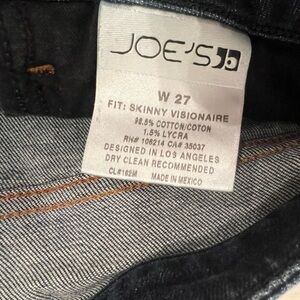 JOE'S
W 27
FIT: SKINNY VISIONAIRE
98.5% COTTON/COTON
1.5% LYCRA
RN# 106214 CA# 35037
DESIGNED IN LOS ANGELES
DRY CLEAN RECOMMENDED
CL#162M MADE IN MEXICO